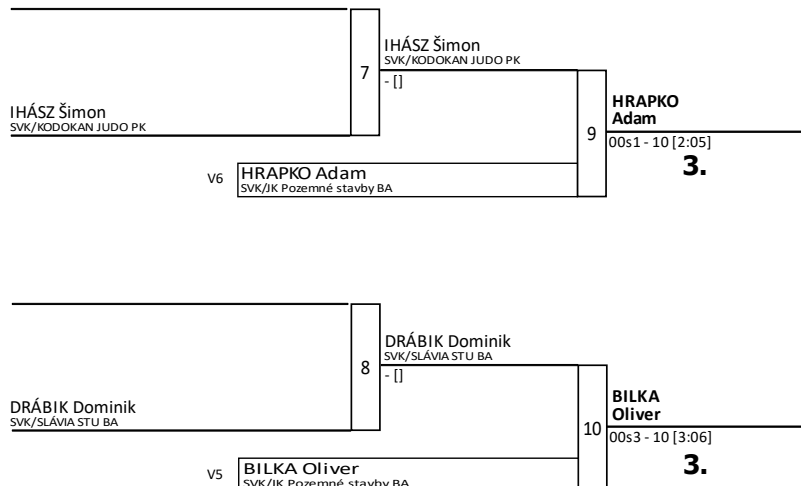 IHÁSZ Šimon
SVK/KODOKAN JUDO PK
7
- []
IHÁSZ Šimon
SVK/KODOKAN JUDO PK
HRAPKO
Adam
9
00s1 - 10 [2:05]
3.
V6
HRAPKO Adam
SVK/JK Pozemné stavby BA
DRÁBIK Dominik
SVK/SLÁVIA STU BA
8
- []
DRÁBIK Dominik
SVK/SLÁVIA STU BA
BILKA
Oliver
10
00s3 - 10 [3:06]
3.
V5
BILKA Oliver
SVK/JK Pozemné stavby BA